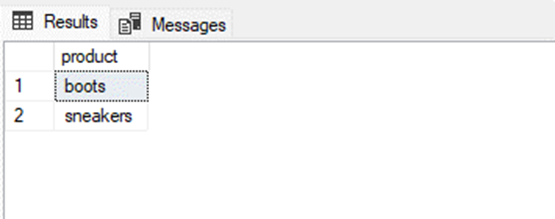 Results Messages
product
1 boots
2 sneakers